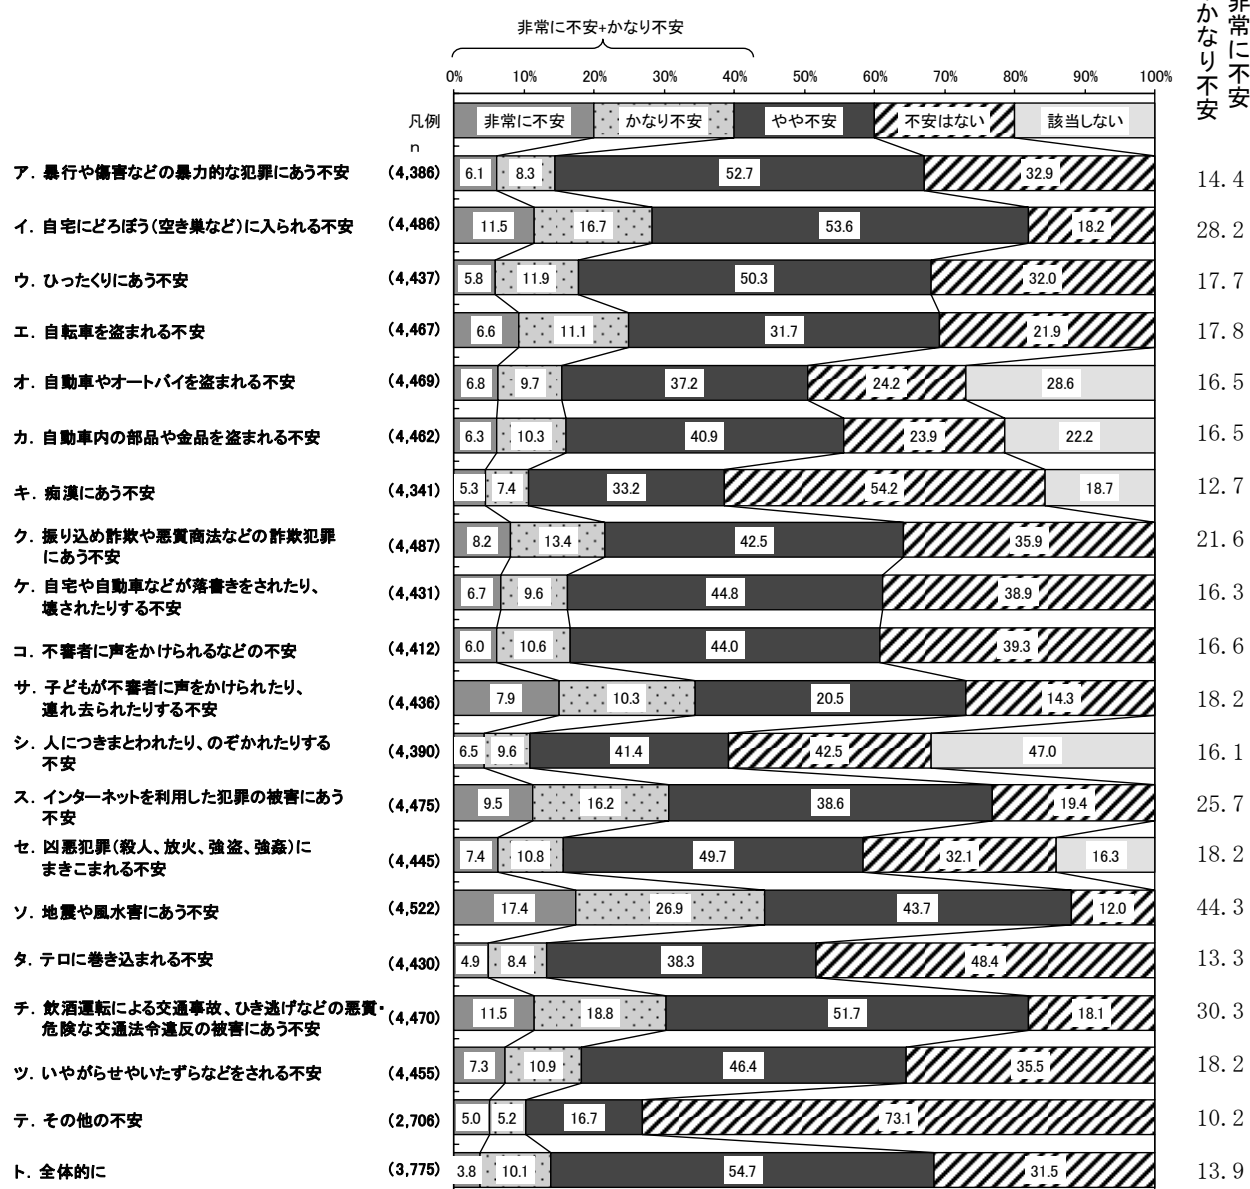 非常に不安+かなり不安
非常に不安
かなり不安
0% 10% 20% 30% 40% 50% 60% 70% 80% 90% 100%
凡例 非常に不安 かなり不安 やや不安 不安はない 該当しない
n
ア. 暴行や傷害などの暴力的な犯罪にあう不安 (4,386) 6.1 8.3 52.7 32.9 14.4
イ. 自宅にどろぼう(空き巣など)に入られる不安 (4,486) 11.5 16.7 53.6 18.2 28.2
ウ. ひったくりにあう不安 (4,437) 5.8 11.9 50.3 32.0 17.7
エ. 自転車を盗まれる不安 (4,467) 6.6 11.1 31.7 21.9 17.8
オ. 自動車やオートバイを盗まれる不安 (4,469) 6.8 9.7 37.2 24.2 28.6 16.5
カ. 自動車内の部品や金品を盗まれる不安 (4,462) 6.3 10.3 40.9 23.9 22.2 16.5
キ. 痴漢にあう不安 (4,341) 5.3 7.4 33.2 54.2 18.7 12.7
ク. 振り込め詐欺や悪質商法などの詐欺犯罪
にあう不安 (4,487) 8.2 13.4 42.5 35.9 21.6
ケ. 自宅や自動車などが落書きをされたり、
壊されたりする不安 (4,431) 6.7 9.6 44.8 38.9 16.3
コ. 不審者に声をかけられるなどの不安 (4,412) 6.0 10.6 44.0 39.3 16.6
サ. 子どもが不審者に声をかけられたり、
連れ去られたりする不安 (4,436) 7.9 10.3 20.5 14.3 18.2
シ. 人につきまとわれたり、のぞかれたりする
不安 (4,390) 6.5 9.6 41.4 42.5 47.0 16.1
ス. インターネットを利用した犯罪の被害にあう
不安 (4,475) 9.5 16.2 38.6 19.4 25.7
セ. 凶悪犯罪(殺人、放火、強盗、強姦)に
まきこまれる不安 (4,445) 7.4 10.8 49.7 32.1 16.3 18.2
ソ. 地震や風水害にあう不安 (4,522) 17.4 26.9 43.7 12.0 44.3
タ. テロに巻き込まれる不安 (4,430) 4.9 8.4 38.3 48.4 13.3
チ. 飲酒運転による交通事故、ひき逃げなどの悪質・
危険な交通法令違反の被害にあう不安 (4,470) 11.5 18.8 51.7 18.1 30.3
ツ. いやがらせやいたずらなどをされる不安 (4,455) 7.3 10.9 46.4 35.5 18.2
テ. その他の不安 (2,706) 5.0 5.2 16.7 73.1 10.2
ト. 全体的に (3,775) 3.8 10.1 54.7 31.5 13.9